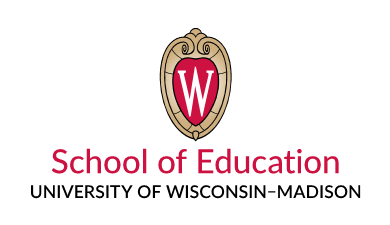 W
School of Education
UNIVERSITY OF WISCONSIN–MADISON